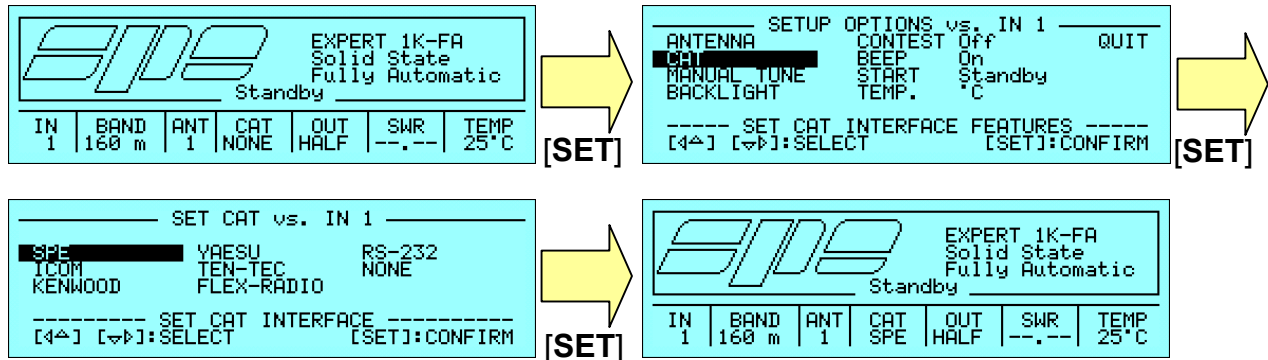 EXPERT 1K-FA
Solid State
Fully Automatic
Standby
IN BAND ANT CAT OUT SWR TEMP
1 160 m 1 NONE HALF --.-- 25°C
[SET]
SETUP OPTIONS vs. IN 1
ANTENNA CONTEST Off QUIT
CAT BEEP On
MANUAL TUNE START Standby
BACKLIGHT TEMP. °C
----- SET CAT INTERFACE FEATURES -----
[◁△] [▽▷]:SELECT [SET]:CONFIRM
[SET]
SET CAT vs. IN 1
SPE YAESU RS-232
ICOM TEN-TEC NONE
KENWOOD FLEX-RADIO
--------- SET CAT INTERFACE ----------
[◁△] [▽▷]:SELECT [SET]:CONFIRM
[SET]
EXPERT 1K-FA
Solid State
Fully Automatic
Standby
IN BAND ANT CAT OUT SWR TEMP
1 160 m 1 SPE HALF --.-- 25°C